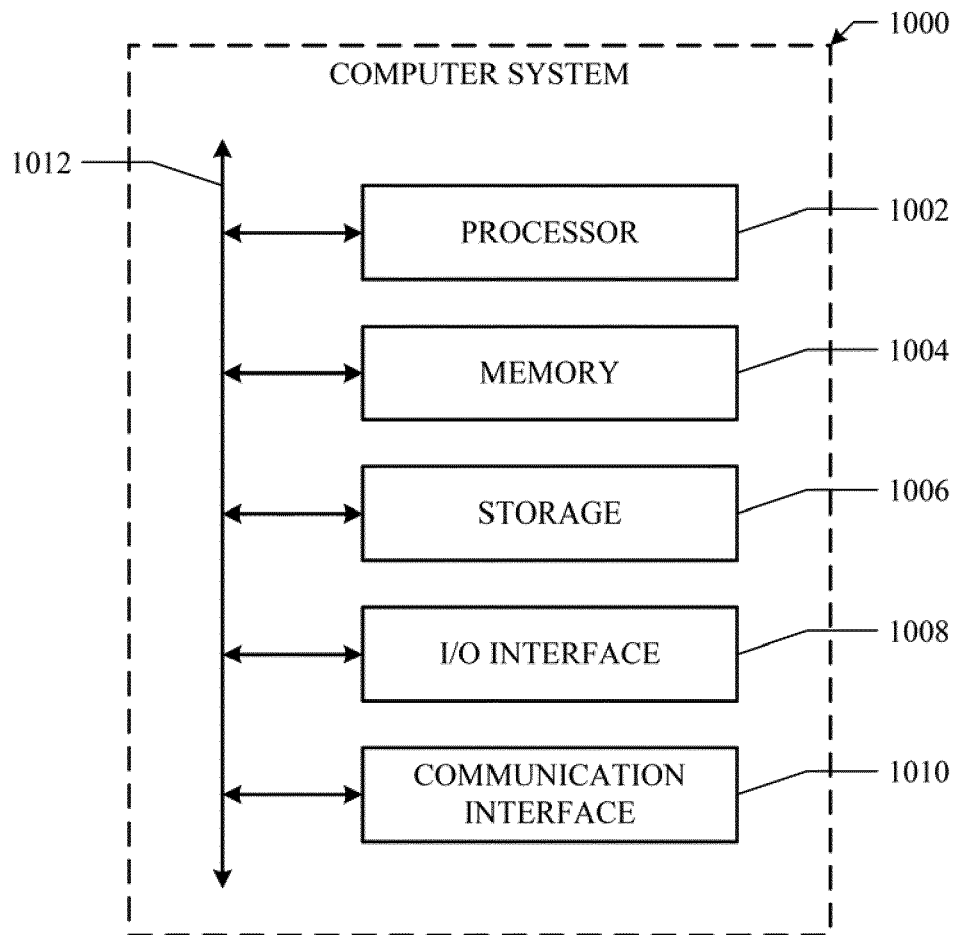 1000
COMPUTER SYSTEM
1012
PROCESSOR
1002
MEMORY
1004
STORAGE
1006
I/O INTERFACE
1008
COMMUNICATION
INTERFACE
1010